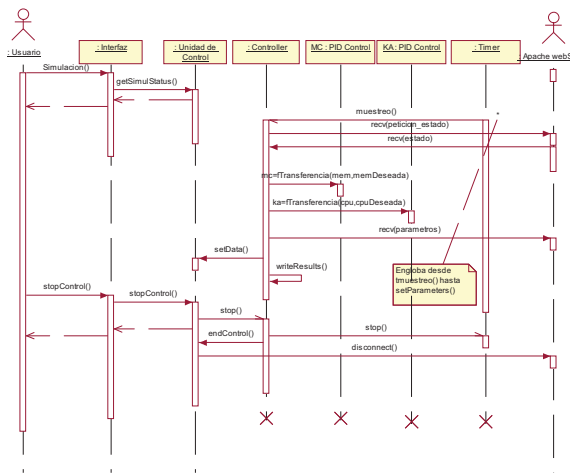 : Usuario
: Interfaz
: Unidad de
Control
: Controller
MC : PID Control
KA: PID Control
: Timer
: Apache webS
Simulacion()
getSimulStatus()
muestreo()
*
recv(peticion_estado)
recv(estado)
mc=fTransferencia(mem,memDeseada)
ka=fTransferencia(cpu,cpuDeseada)
recv(parametros)
setData()
writeResults()
Engloba desde
tmuestreo() hasta
setParameters()
stopControl()
stopControl()
stop()
endControl()
stop()
disconnect()